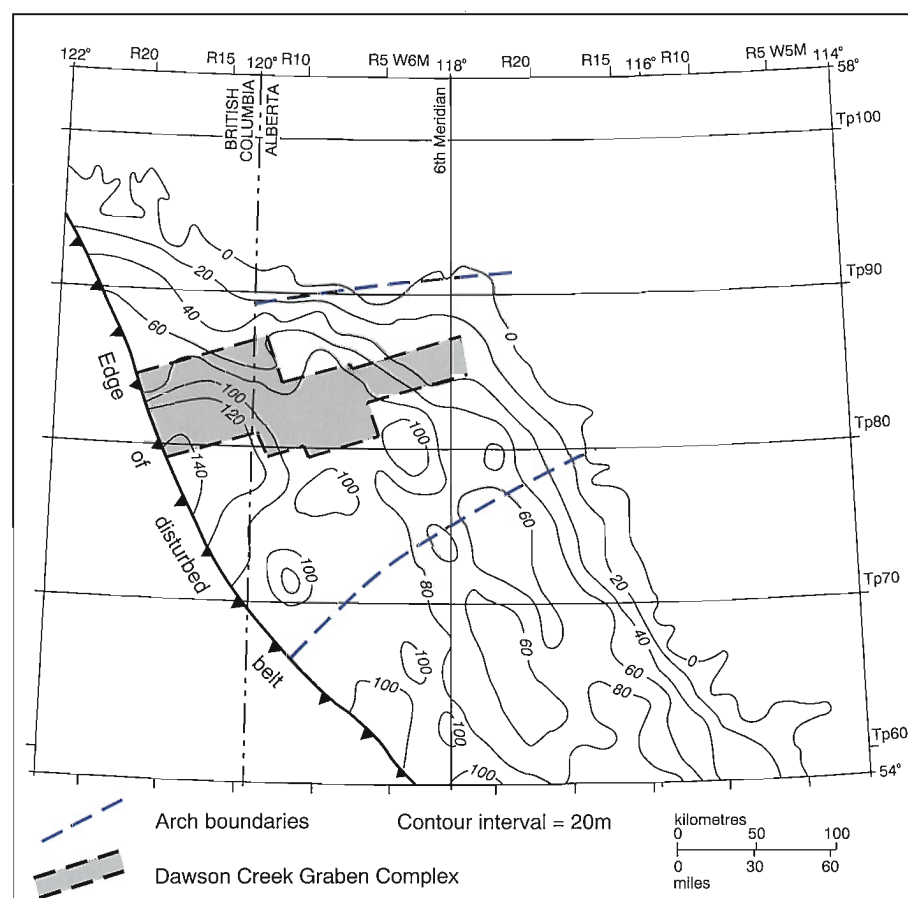 122° R20 R15 120° R10 R5 W6M 118° R20 R15 116° R10 R5 W5M 114°
58°
BRITISH COLUMBIA
ALBERTA
6th Meridian
Tp100
0
20
Tp90
40
60
0
100
120
100
Tp80
140
100
60
100
80
20
Tp70
40
60
0
100
60
80
100
100
Tp60
100
54°
Edge of disturbed belt
Arch boundaries
Contour interval = 20m
kilometres
0 50 100
0 30 60
miles
Dawson Creek Graben Complex